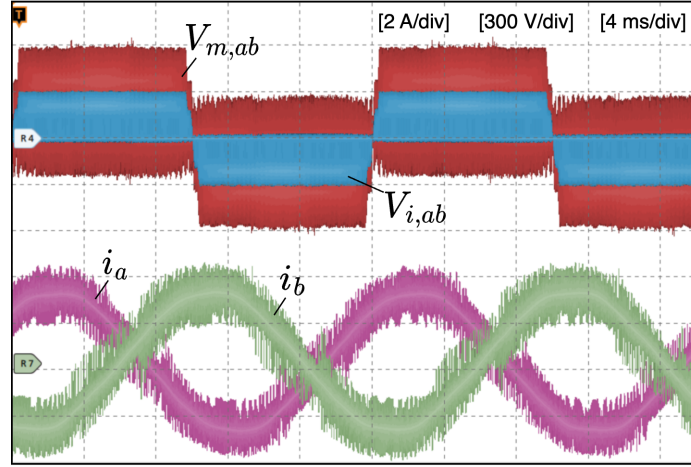 T
[2 A/div] [300 V/div] [4 ms/div]
V_{m,ab}
R4
V_{i,ab}
i_a
i_b
R7